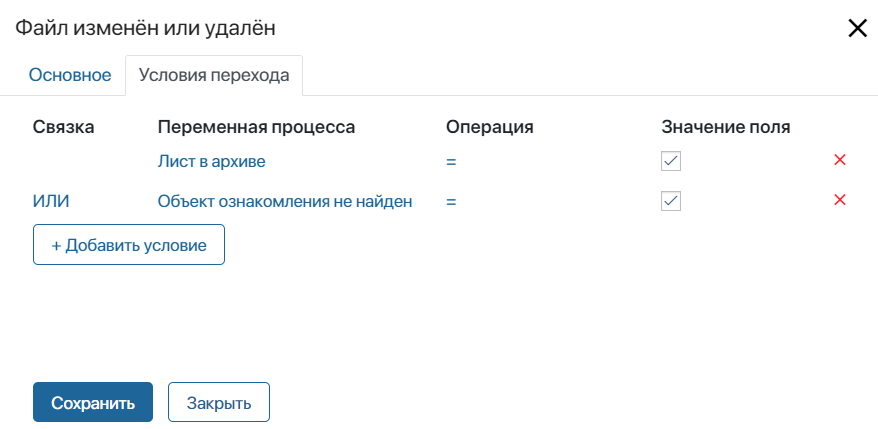 Файл изменён или удалён
Основное Условия перехода
Связка Переменная процесса Операция Значение поля
Лист в архиве =
ИЛИ Объект ознакомления не найден =
+ Добавить условие
Сохранить Закрыть